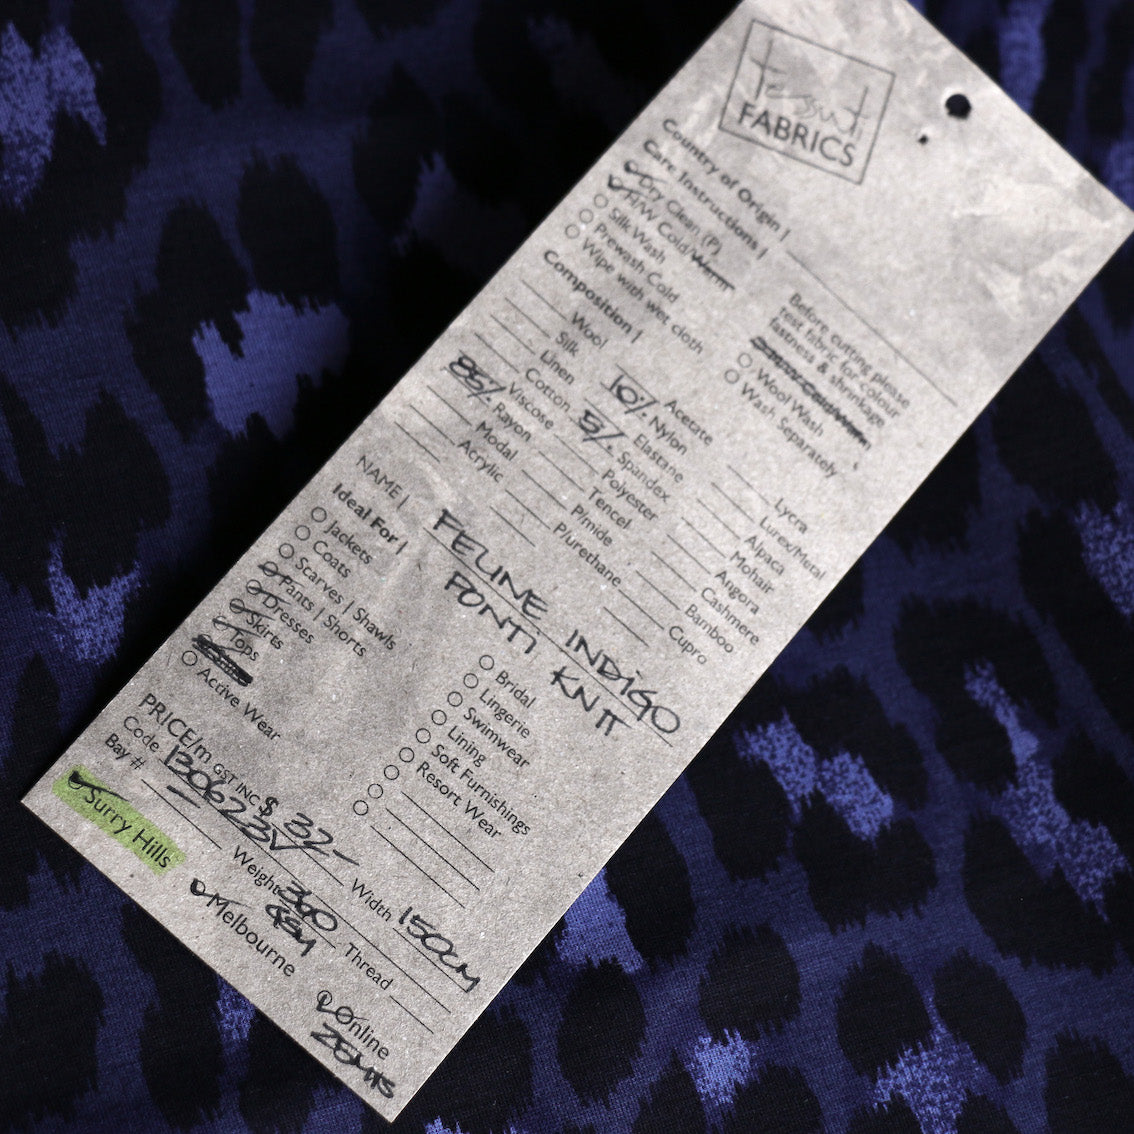 tessuti
FABRICS
Country of Origin |
Care Instructions |
Dry Clean (P)
H/W Cold/Warm
Silk Wash
Prewash Cold
Wipe with wet cloth
Before cutting please
test fabric for colour
fastness & shrinkage
Wool Wash
Wash Separately
Composition |
Wool
Silk
Linen
Cotton
85% Viscose
Rayon
Modal
Acrylic
Acetate
10% Nylon
Elastane
5% Spandex
Polyester
Tencel
P/mide
P/urethane
Lycra
Lurex/Metal
Alpaca
Mohair
Angora
Cashmere
Bamboo
Cupro
NAME | FELINE INDIGO
PONTI KNIT
Ideal For |
Jackets
Coats
Scarves | Shawls
Pants | Shorts
Dresses
Skirts
Tops
Active Wear
Bridal
Lingerie
Swimwear
Lining
Soft Furnishings
Resort Wear
PRICE/m GST INC $ 32-
Code 130623V Width 150CM
Bay # Weight 360 GSM Thread
Surry Hills Melbourne Online